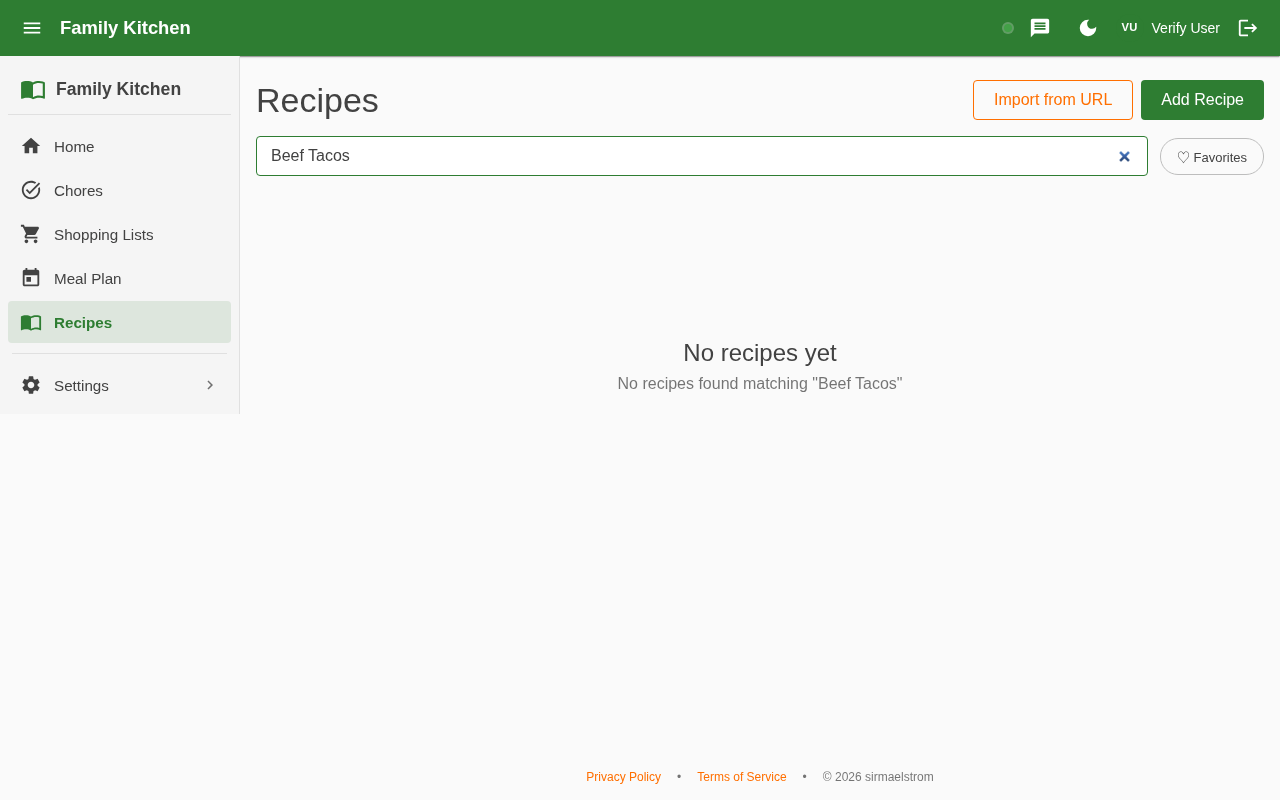 Family Kitchen
VU Verify User
Family Kitchen
Home
Chores
Shopping Lists
Meal Plan
Recipes
Settings
Recipes
Import from URL
Add Recipe
Beef Tacos
♡ Favorites
No recipes yet
No recipes found matching "Beef Tacos"
Privacy Policy • Terms of Service • © 2026 sirmaelstrom